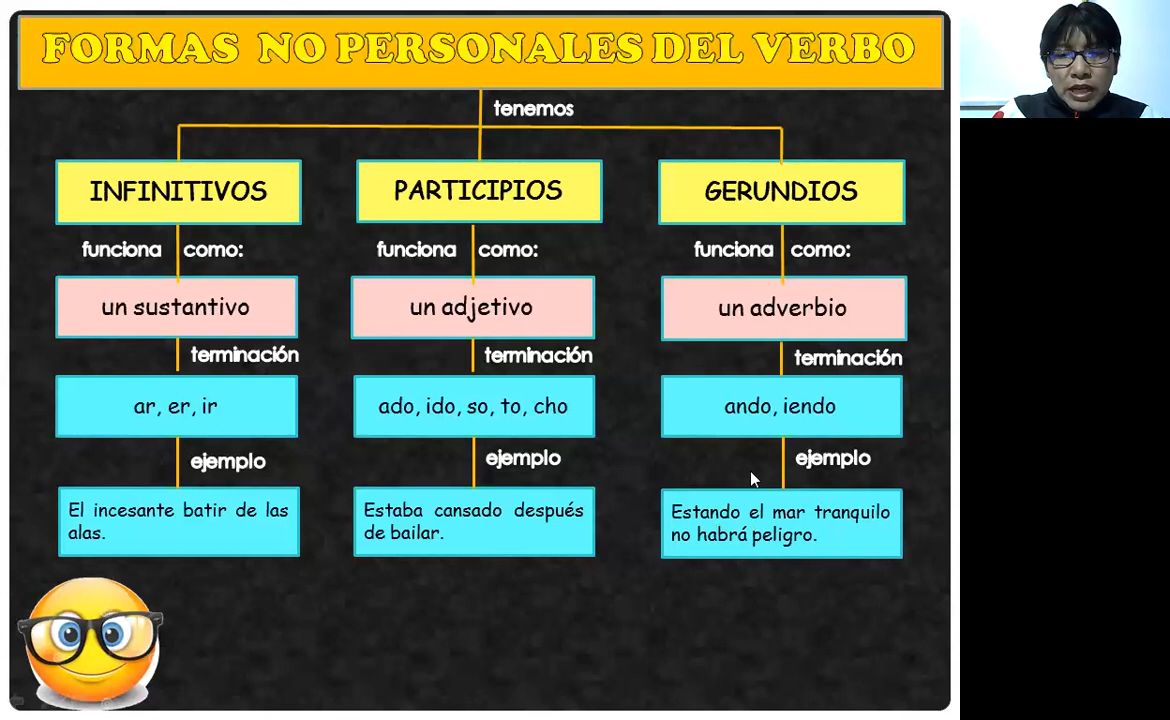 FORMAS NO PERSONALES DEL VERBO
tenemos
INFINITIVOS
PARTICIPIOS
GERUNDIOS
funciona como:
funciona como:
funciona como:
un sustantivo
un adjetivo
un adverbio
terminación
terminación
terminación
ar, er, ir
ado, ido, so, to, cho
ando, iendo
ejemplo
ejemplo
ejemplo
El incesante batir de las
alas.
Estaba cansado después
de bailar.
Estando el mar tranquilo
no habrá peligro.